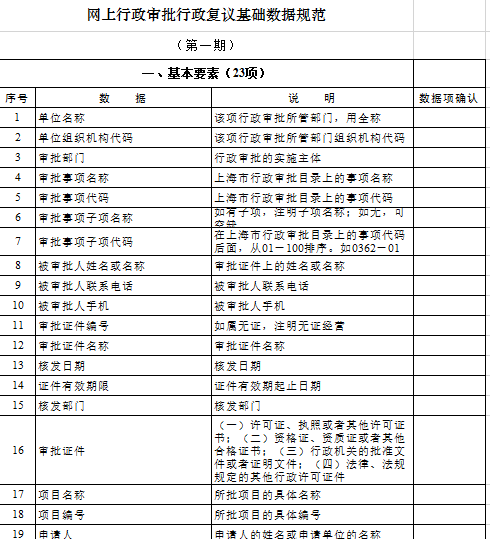 网上行政审批行政复议基础数据规范
（第一期）
一、基本要素（23项）
序号 数 据 说 明 数据项确认
1 单位名称 该项行政审批所管部门，用全称
2 单位组织机构代码 该项行政审批所管部门组织机构代码
3 审批部门 行政审批的实施主体
4 审批事项名称 上海市行政审批目录上的事项名称
5 审批事项代码 上海市行政审批目录上的事项代码
6 审批事项子项名称 如有子项，注明子项名称；如无，可
7 审批事项子项代码 在上海市行政审批目录上的事项代码
后面，从01－100排序。如0362－01
8 被审批人姓名或名称 审批证件上的姓名或名称
9 被审批人联系电话 被审批人联系电话
10 被审批人手机 被审批人手机
11 审批证件编号 如属无证，注明无证经营
12 审批证件名称 审批证件名称
13 核发日期 核发日期
14 证件有效期限 证件有效期起止日期
15 核发部门 核发部门
16 审批证件 （一）许可证、执照或者其他许可证
书；（二）资格证、资质证或者其他
合格证书；（三）行政机关的批准文
件或者证明文件；（四）法律、法规
规定的其他行政许可证件
17 项目名称 所批项目的具体名称
18 项目编号 所批项目的具体编号
19 申请人 申请人的姓名或申请单位的名称